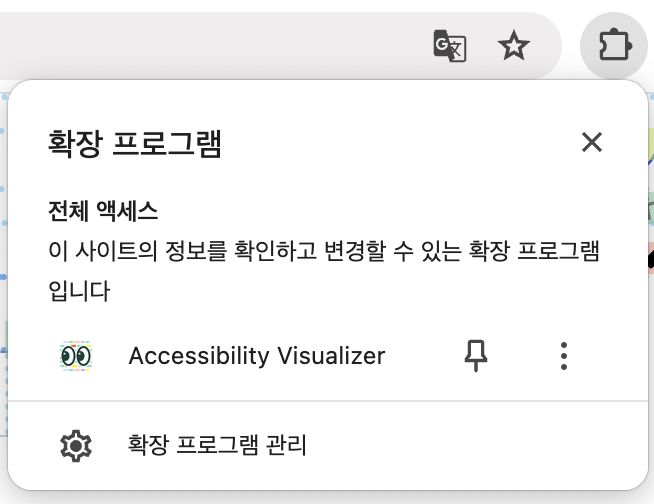 확장 프로그램
전체 액세스
이 사이트의 정보를 확인하고 변경할 수 있는 확장 프로그램
입니다
Accessibility Visualizer
확장 프로그램 관리